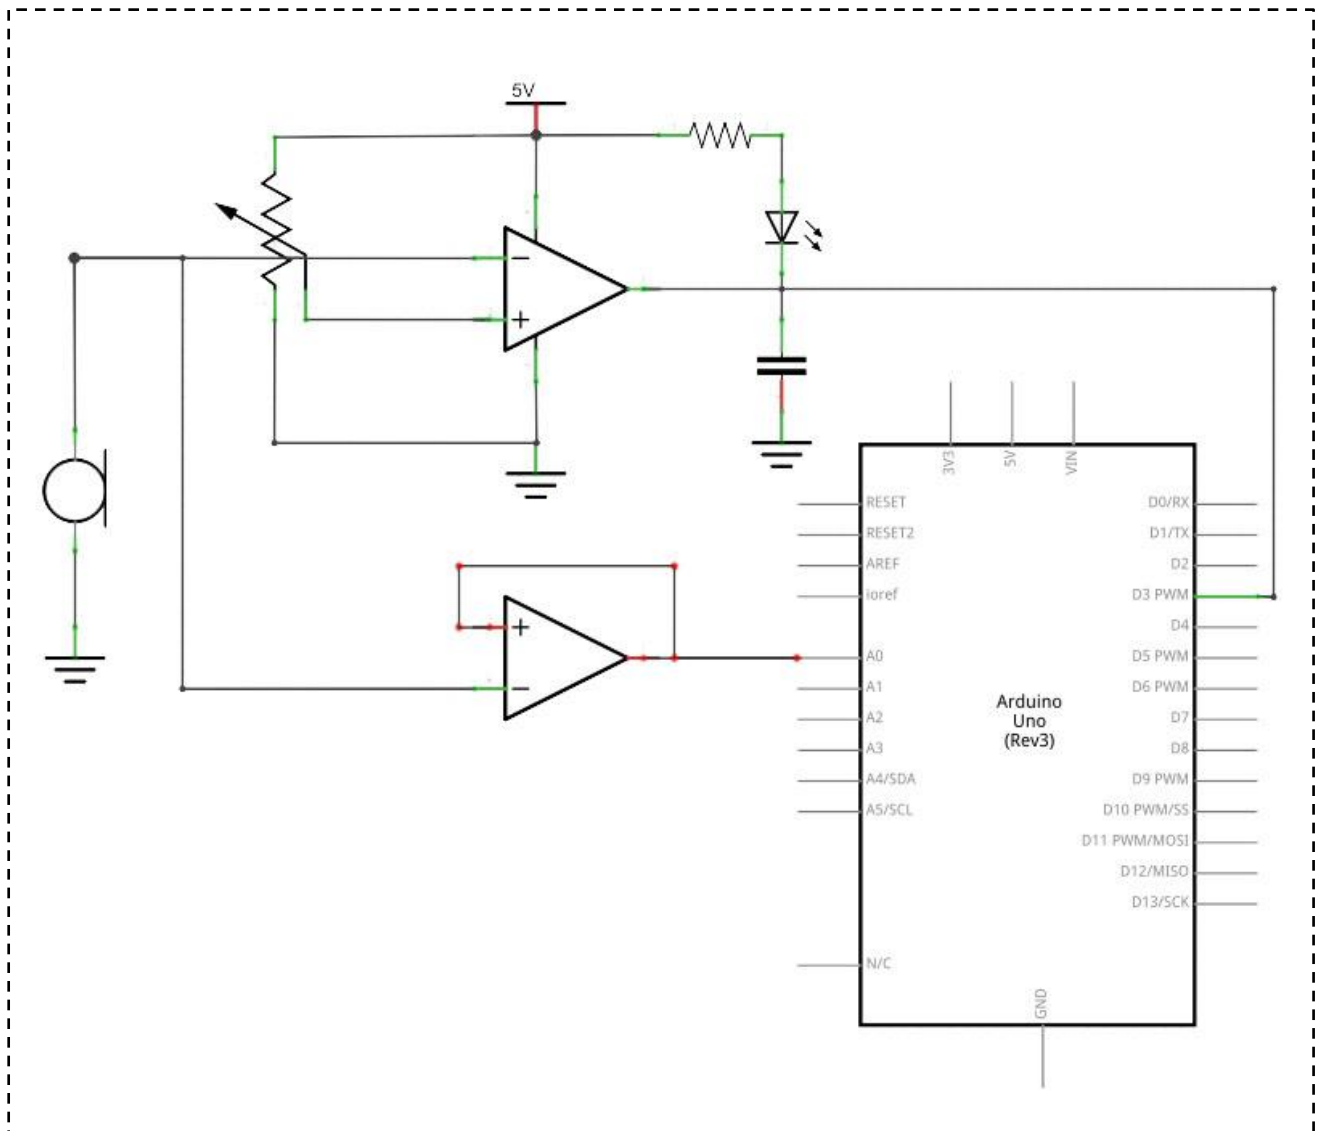 5V
−
+
+
−
3V3
5V
VIN
RESET
RESET2
AREF
ioref
A0
A1
A2
A3
A4/SDA
A5/SCL
N/C
D0/RX
D1/TX
D2
D3 PWM
D4
D5 PWM
D6 PWM
D7
D8
D9 PWM
D10 PWM/SS
D11 PWM/MOSI
D12/MISO
D13/SCK
Arduino
Uno
(Rev3)
GND